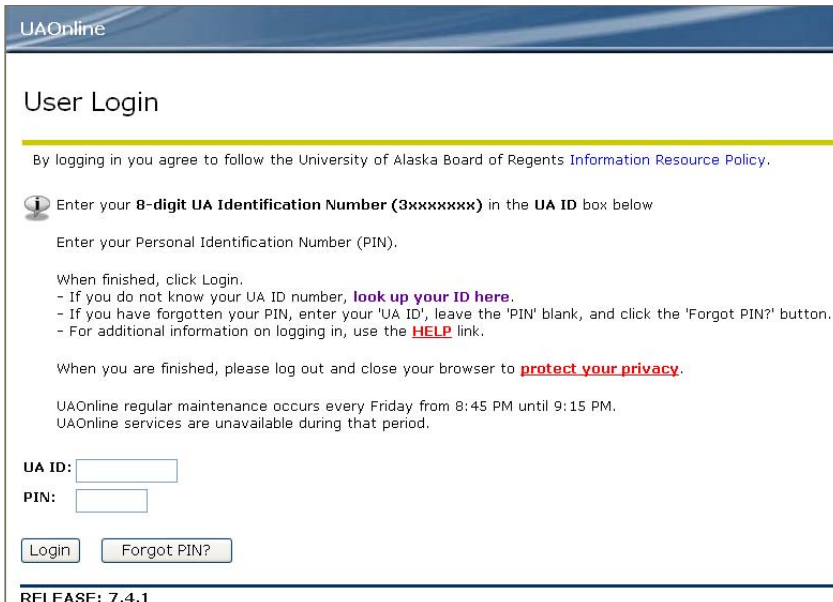 UAOnline
User Login
By logging in you agree to follow the University of Alaska Board of Regents Information Resource Policy.
Enter your 8-digit UA Identification Number (3xxxxxxx) in the UA ID box below
Enter your Personal Identification Number (PIN).
When finished, click Login.
- If you do not know your UA ID number, look up your ID here.
- If you have forgotten your PIN, enter your 'UA ID', leave the 'PIN' blank, and click the 'Forgot PIN?' button.
- For additional information on logging in, use the HELP link.
When you are finished, please log out and close your browser to protect your privacy.
UAOnline regular maintenance occurs every Friday from 8:45 PM until 9:15 PM.
UAOnline services are unavailable during that period.
UA ID:
PIN:
Login Forgot PIN?
RELEASE: 7.4.1